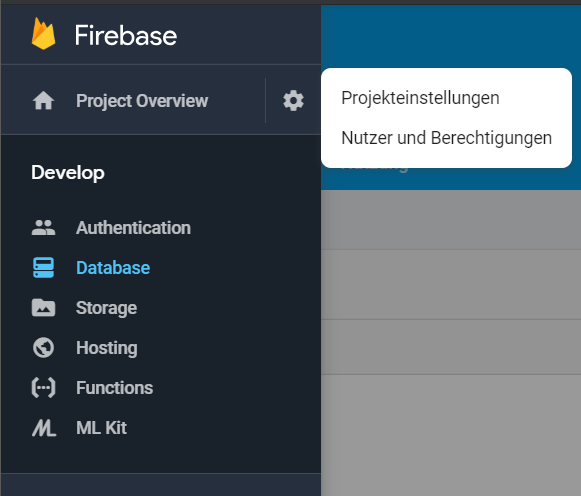 Firebase
Project Overview
Projekteinstellungen
Nutzer und Berechtigungen
Develop
Authentication
Database
Storage
Hosting
Functions
ML Kit